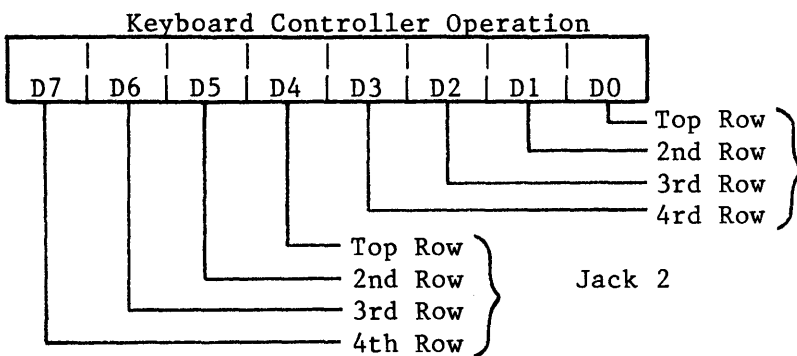 Keyboard Controller Operation
D7 D6 D5 D4 D3 D2 D1 D0
Top Row
2nd Row
3rd Row
4rd Row
Top Row
2nd Row
3rd Row
4th Row
Jack 2